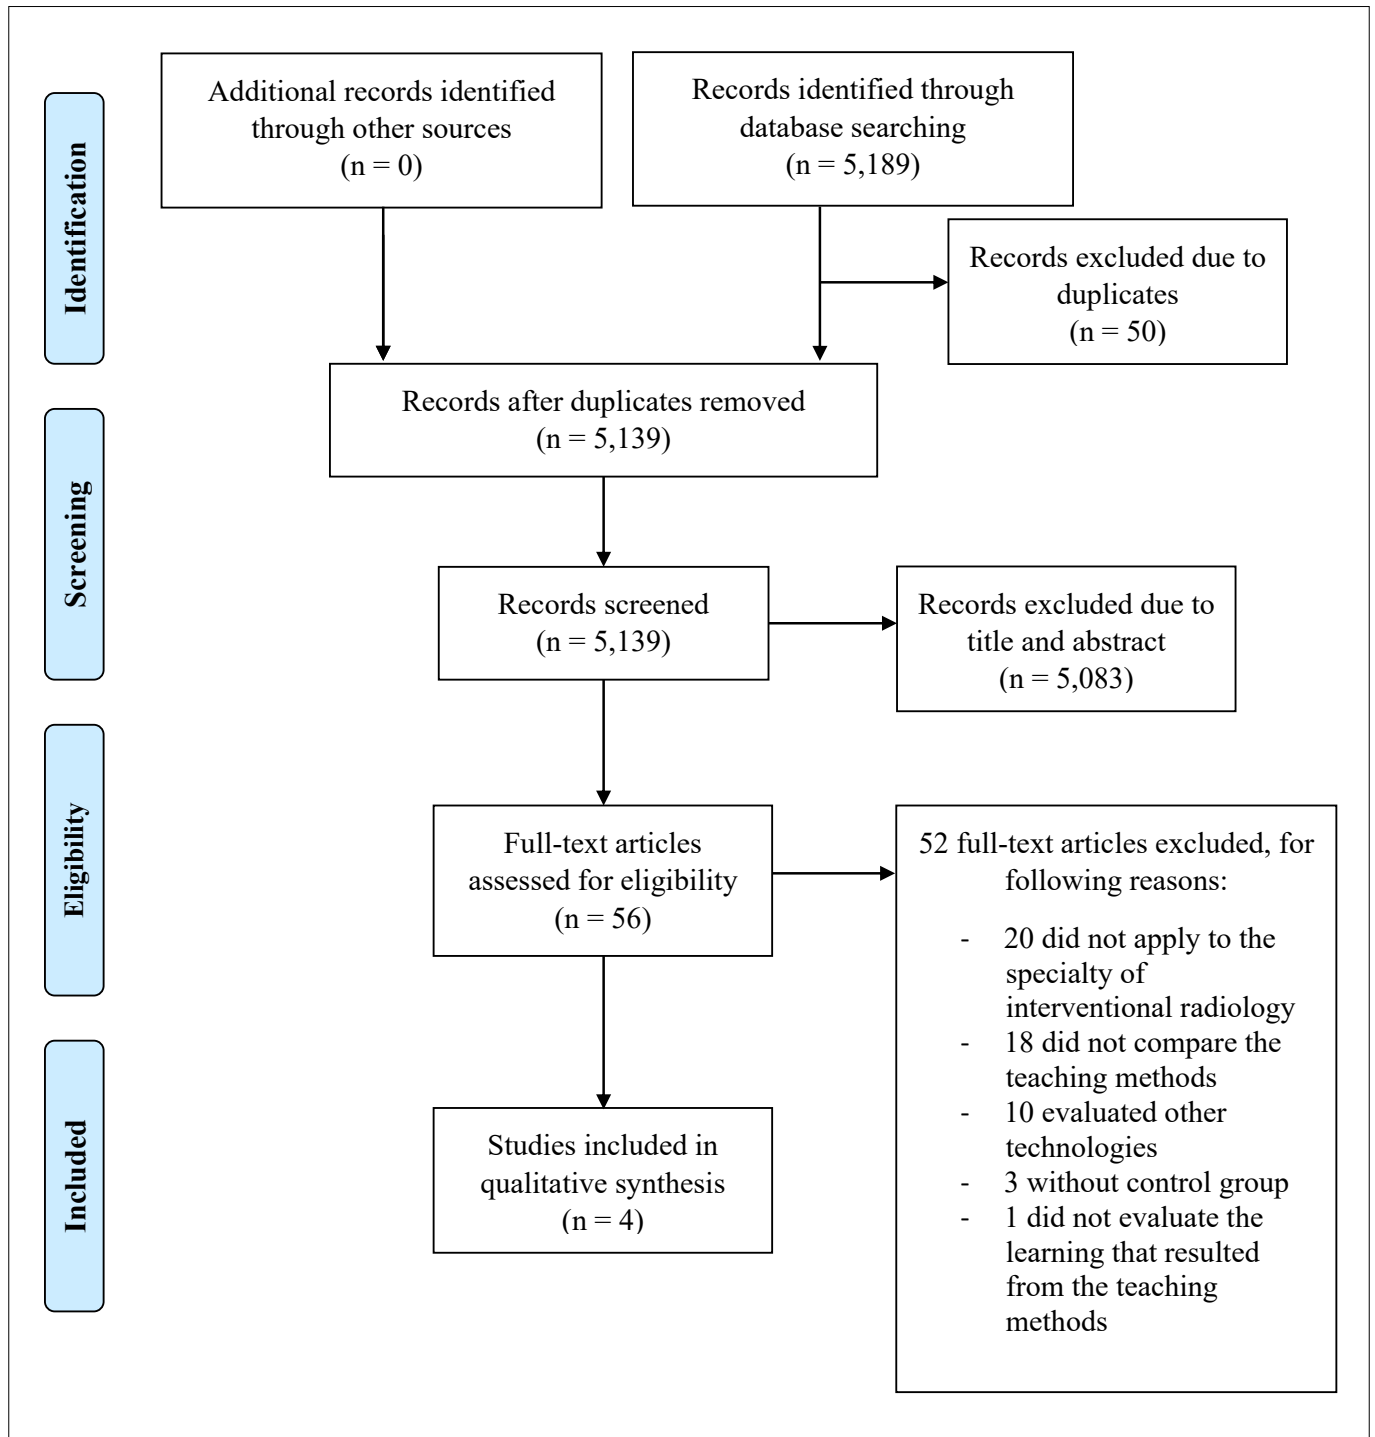 Identification
Additional records identified
through other sources
(n = 0)
Records identified through
database searching
(n = 5,189)
Records excluded due to
duplicates
(n = 50)
Records after duplicates removed
(n = 5,139)
Screening
Records screened
(n = 5,139)
Records excluded due to
title and abstract
(n = 5,083)
Eligibility
Full-text articles
assessed for eligibility
(n = 56)
52 full-text articles excluded, for
following reasons:
- 20 did not apply to the
specialty of
interventional radiology
- 18 did not compare the
teaching methods
- 10 evaluated other
technologies
- 3 without control group
- 1 did not evaluate the
learning that resulted
from the teaching
methods
Included
Studies included in
qualitative synthesis
(n = 4)